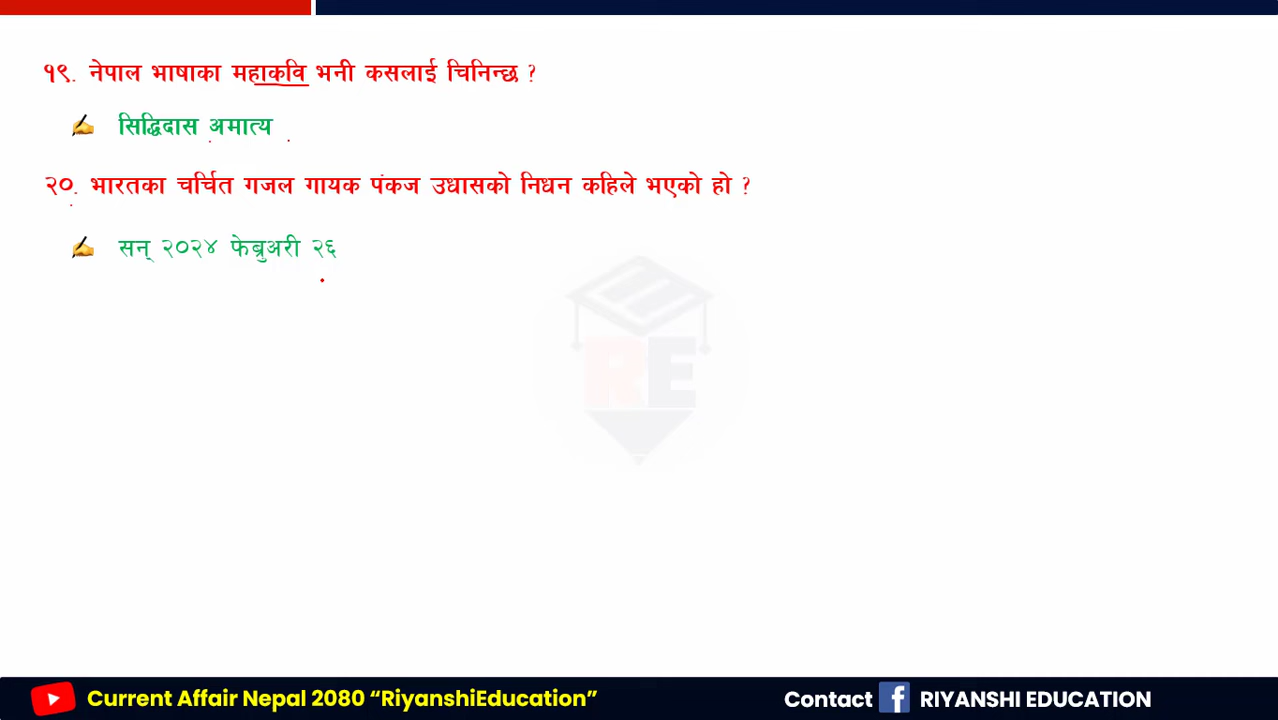 १९. नेपाल भाषाका महाकवि भनी कसलाई चिनिन्छ ?
✍ सिद्धिदास अमात्य
२०. भारतका चर्चित गजल गायक पंकज उधासको निधन कहिले भएको हो ?
✍ सन् २०२४ फेब्रुअरी २६
RE
Current Affair Nepal 2080 “RiyanshiEducation”
Contact f RIYANSHI EDUCATION